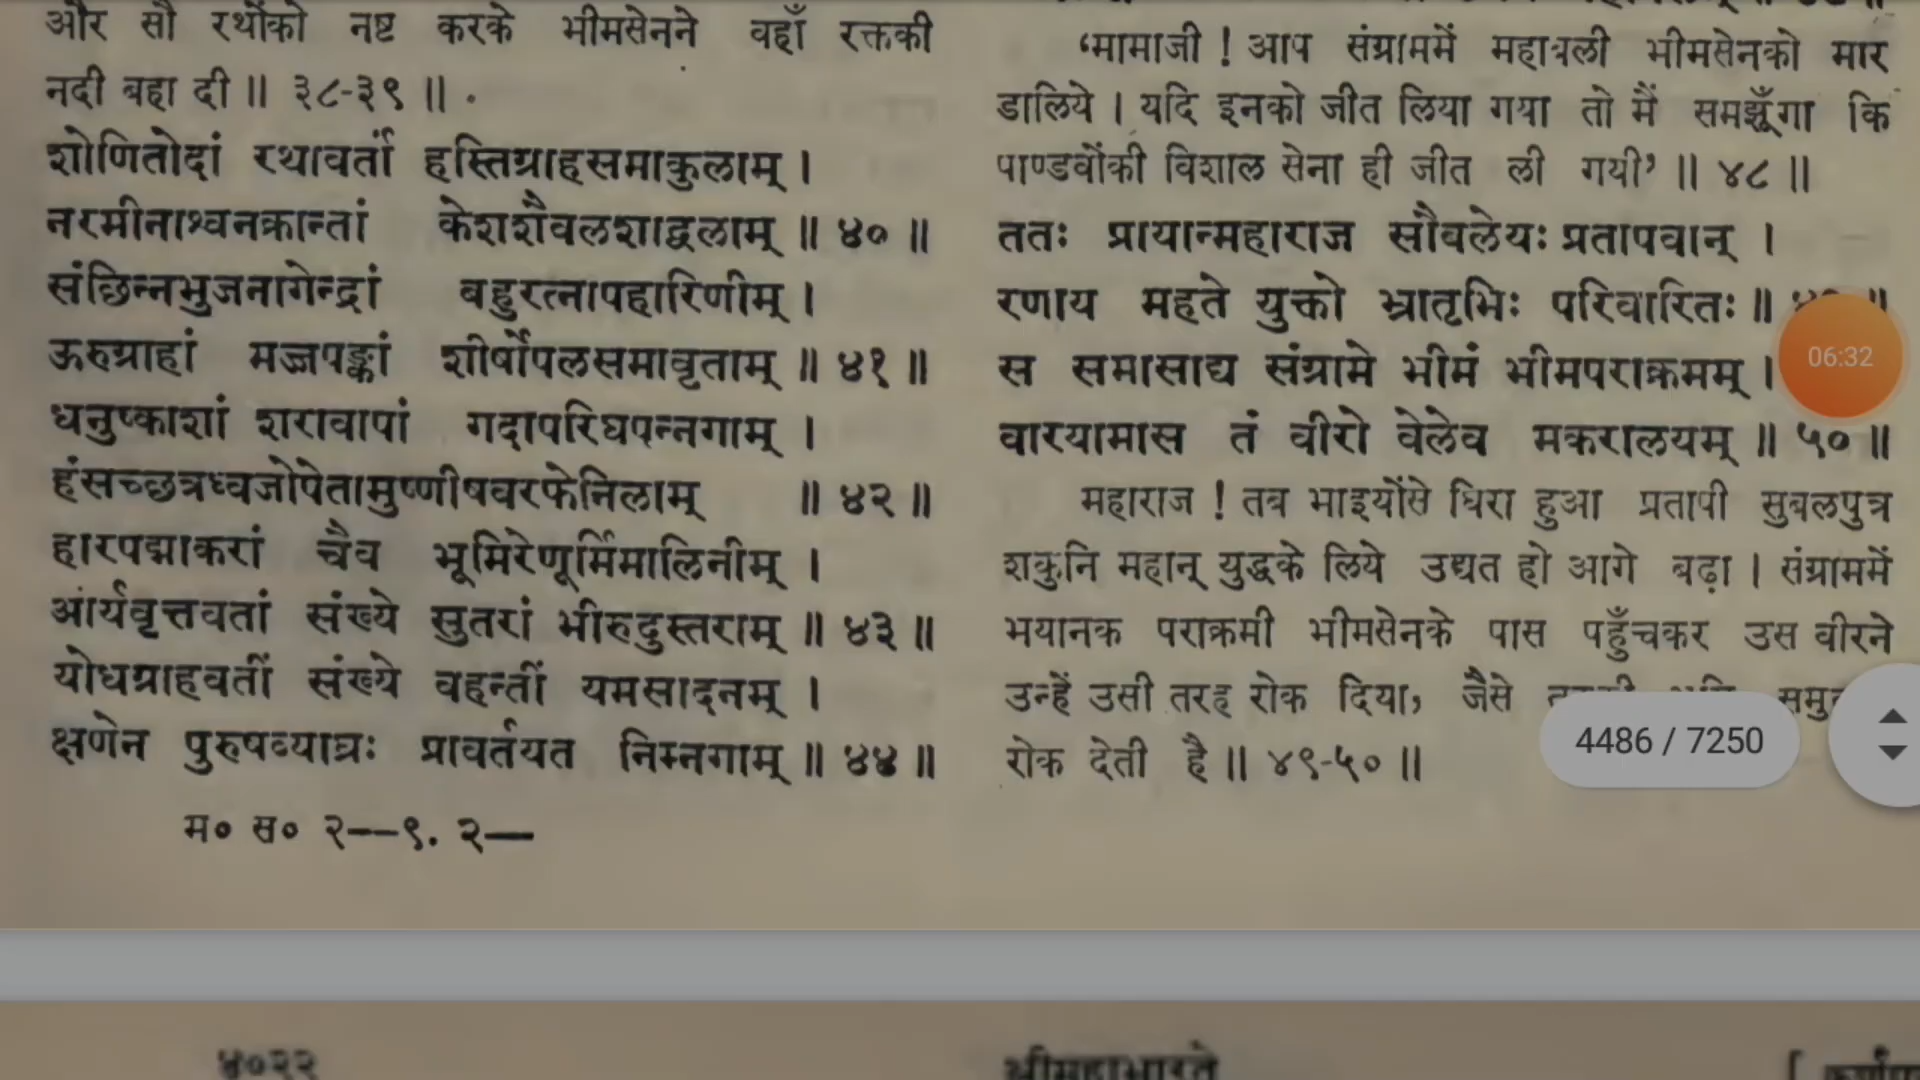 और सौ रथोंको नष्ट करके भीमसेनने वहाँ रक्तकी
नदी बहा दी ॥ ३८-३९ ॥
शोणितोदां रथावर्तां हस्तिग्राहसमाकुलाम् ।
नरमीनाश्वनक्रान्तां केशशैवलशाद्वलाम् ॥ ४० ॥
संछिन्नभुजनागेन्द्रां बहुरत्नापहारिणीम् ।
ऊरुग्राहां मज्जपङ्कां शीर्षोपलसमावृताम् ॥ ४१ ॥
धनुष्काशां शरावापां गदापरिघपन्नगाम् ।
हंसच्छत्रध्वजोपेतामुष्णीषवरफेनिलाम् ॥ ४२ ॥
हारपद्माकरां चैव भूमिरेणूर्मिमालिनीम् ।
आर्यवृत्तवतां संख्ये सुतरां भीरुदुस्तराम् ॥ ४३ ॥
योधग्राहवतीं संख्ये वहन्तीं यमसादनम् ।
क्षणेन पुरुषव्याघ्रः प्रावर्तयत निम्नगाम् ॥ ४४ ॥
म० स० २—९. २—
‘मामाजी ! आप संग्राममें महाबली भीमसेनको मार
डालिये । यदि इनको जीत लिया गया तो मैं समझूँगा कि
पाण्डवोंकी विशाल सेना ही जीत ली गयी’ ॥ ४८ ॥
ततः प्रायान्महाराज सौबलेयः प्रतापवान् ।
रणाय महते युक्तो भ्रातृभिः परिवारितः ॥ ॥
स समासाद्य संग्रामे भीमं भीमपराक्रमम् ।
वारयामास तं वीरो वेलेव मकरालयम् ॥ ५० ॥
महाराज ! तब भाइयोंसे घिरा हुआ प्रतापी सुबलपुत्र
शकुनि महान् युद्धके लिये उद्यत हो आगे बढ़ा । संग्राममें
भयानक पराक्रमी भीमसेनके पास पहुँचकर उस वीरने
उन्हें उसी तरह रोक दिया, जैसे
रोक देती है ॥ ४९-५० ॥
06:32
4486 / 7250
४०२२
श्रीमहाभारते